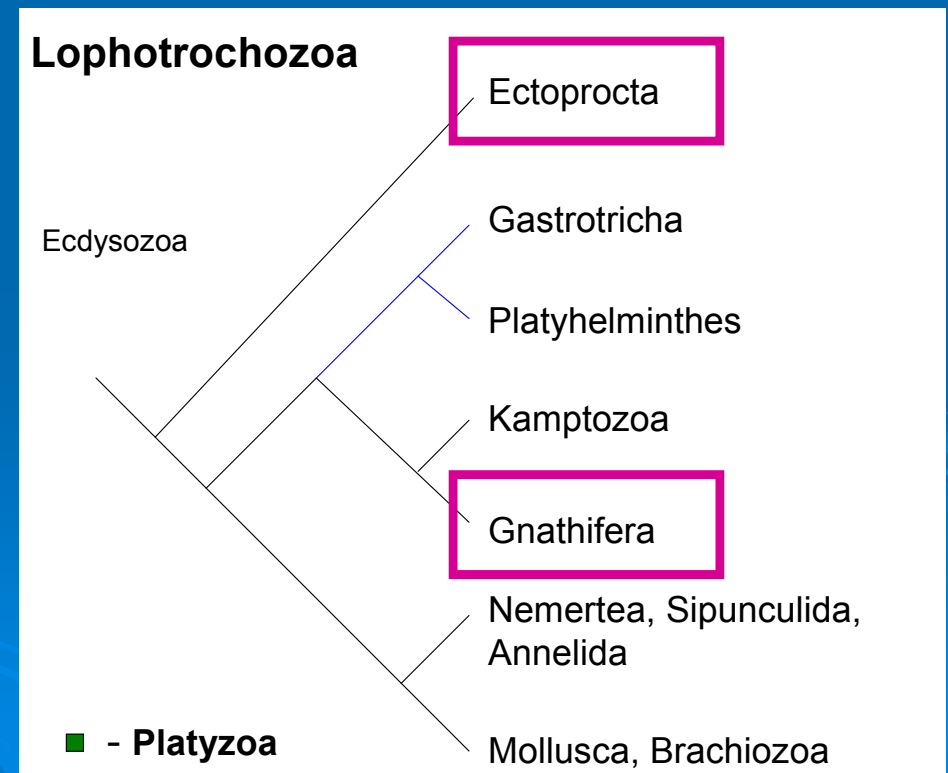 Lophotrochozoa
Ectoprocta
Gastrotricha
Ecdysozoa
Platyhelminthes
Kamptozoa
Gnathifera
Nemertea, Sipunculida,
Annelida
- Platyzoa
Mollusca, Brachiozoa